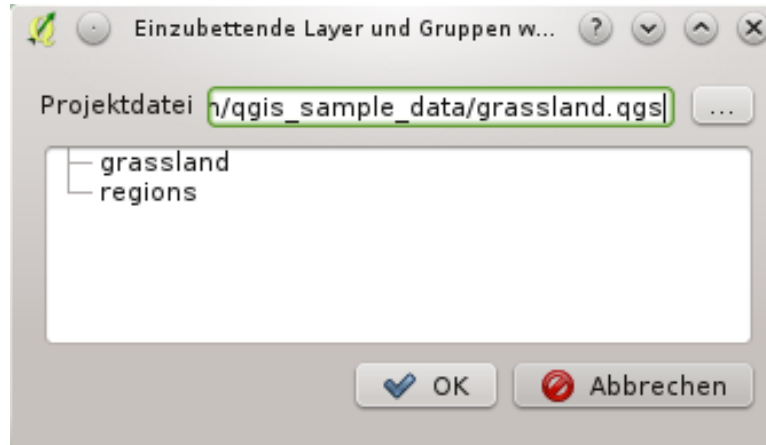 Einzubettende Layer und Gruppen w...
Projektdatei h/qgis_sample_data/grassland.qgs ...
grassland
regions
OK Abbrechen